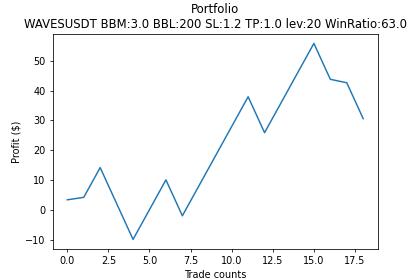 Portfolio
WAVESUSDT BBM:3.0 BBL:200 SL:1.2 TP:1.0 lev:20 WinRatio:63.0
Profit ($)
50
40
30
20
10
0
−10
0.0 2.5 5.0 7.5 10.0 12.5 15.0 17.5
Trade counts